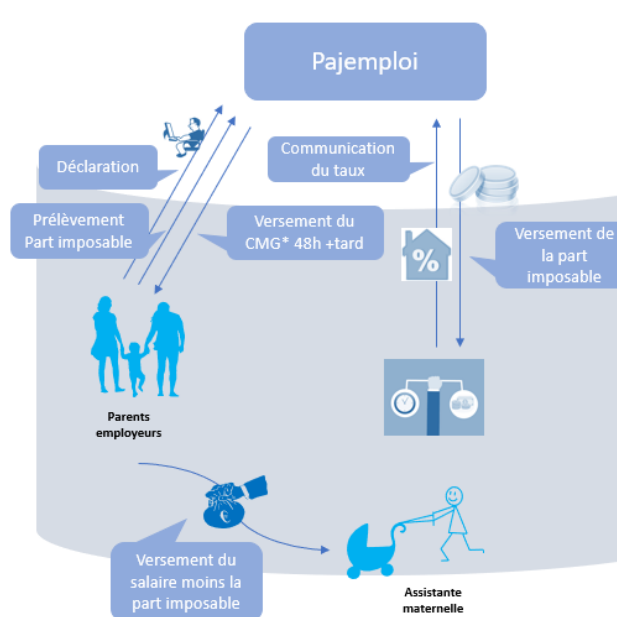 Pajemploi
Déclaration
Communication
du taux
Prélèvement
Part imposable
Versement du
CMG* 48h +tard
Versement de
la part
imposable
%
Parents
employeurs
€
Versement du
salaire moins la
part imposable
Assistante
maternelle